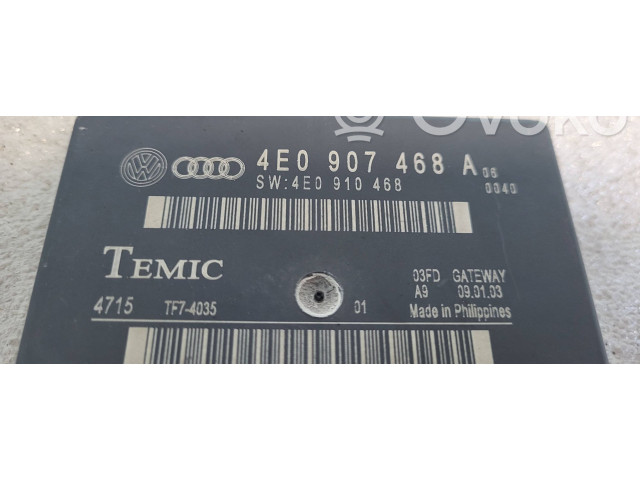 OVOKO
4E0 907 468 A 06
SW:4E0 910 468 0040
TEMIC
03FD GATEWAY
A9 09.01.03
4715 TF7-4035 01 Made in Philippines